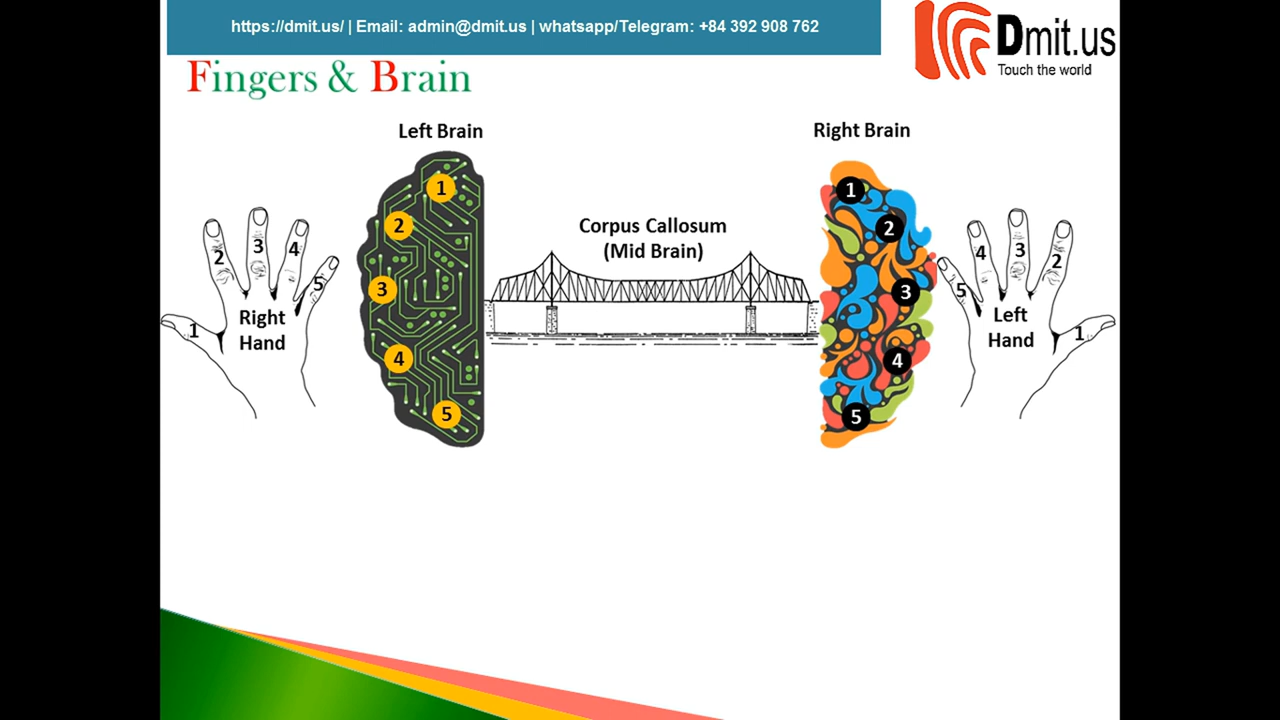 https://dmit.us/ | Email: admin@dmit.us | whatsapp/Telegram: +84 392 908 762
Dmit.us
Touch the world
Fingers & Brain
Left Brain
Right Brain
Corpus Callosum
(Mid Brain)
1
2
3
4
5
Right
Hand
1
2
3
4
5
1
2
3
4
5
5
4
3
2
1
Left
Hand